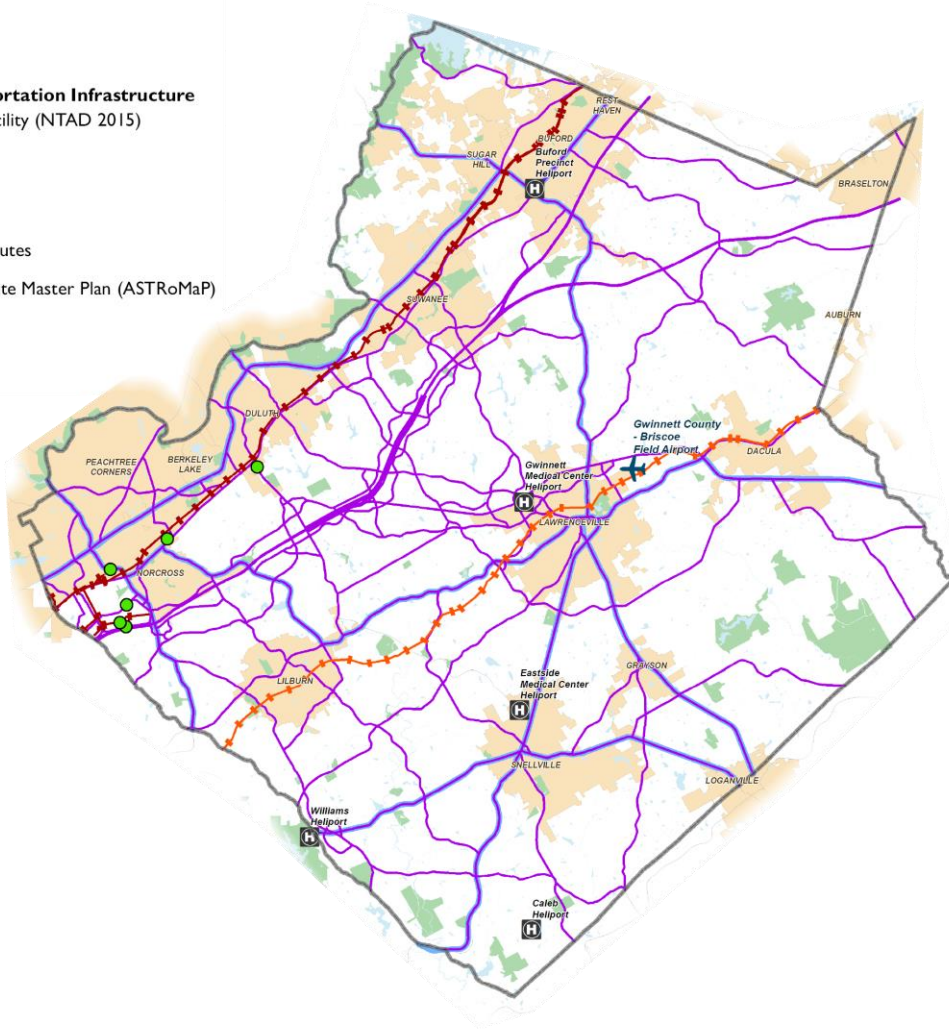 ortation Infrastructure
cility (NTAD 2015)
utes
te Master Plan (ASTRoMaP)
REST
HAVEN
BUFORD
SUGAR
HILL
Buford
Precinct
Heliport
H
BRASELTON
SUWANEE
AUBURN
DULUTH
Gwinnett County
- Briscoe
Field Airport
DACULA
PEACHTREE
CORNERS
BERKELEY
LAKE
Gwinnett
Medical Center
Heliport
H
LAWRENCEVILLE
NORCROSS
LILBURN
GRAYSON
Eastside
Medical Center
Heliport
H
SNELLVILLE
LOGANVILLE
Williams
Heliport
H
Caleb
Heliport
H